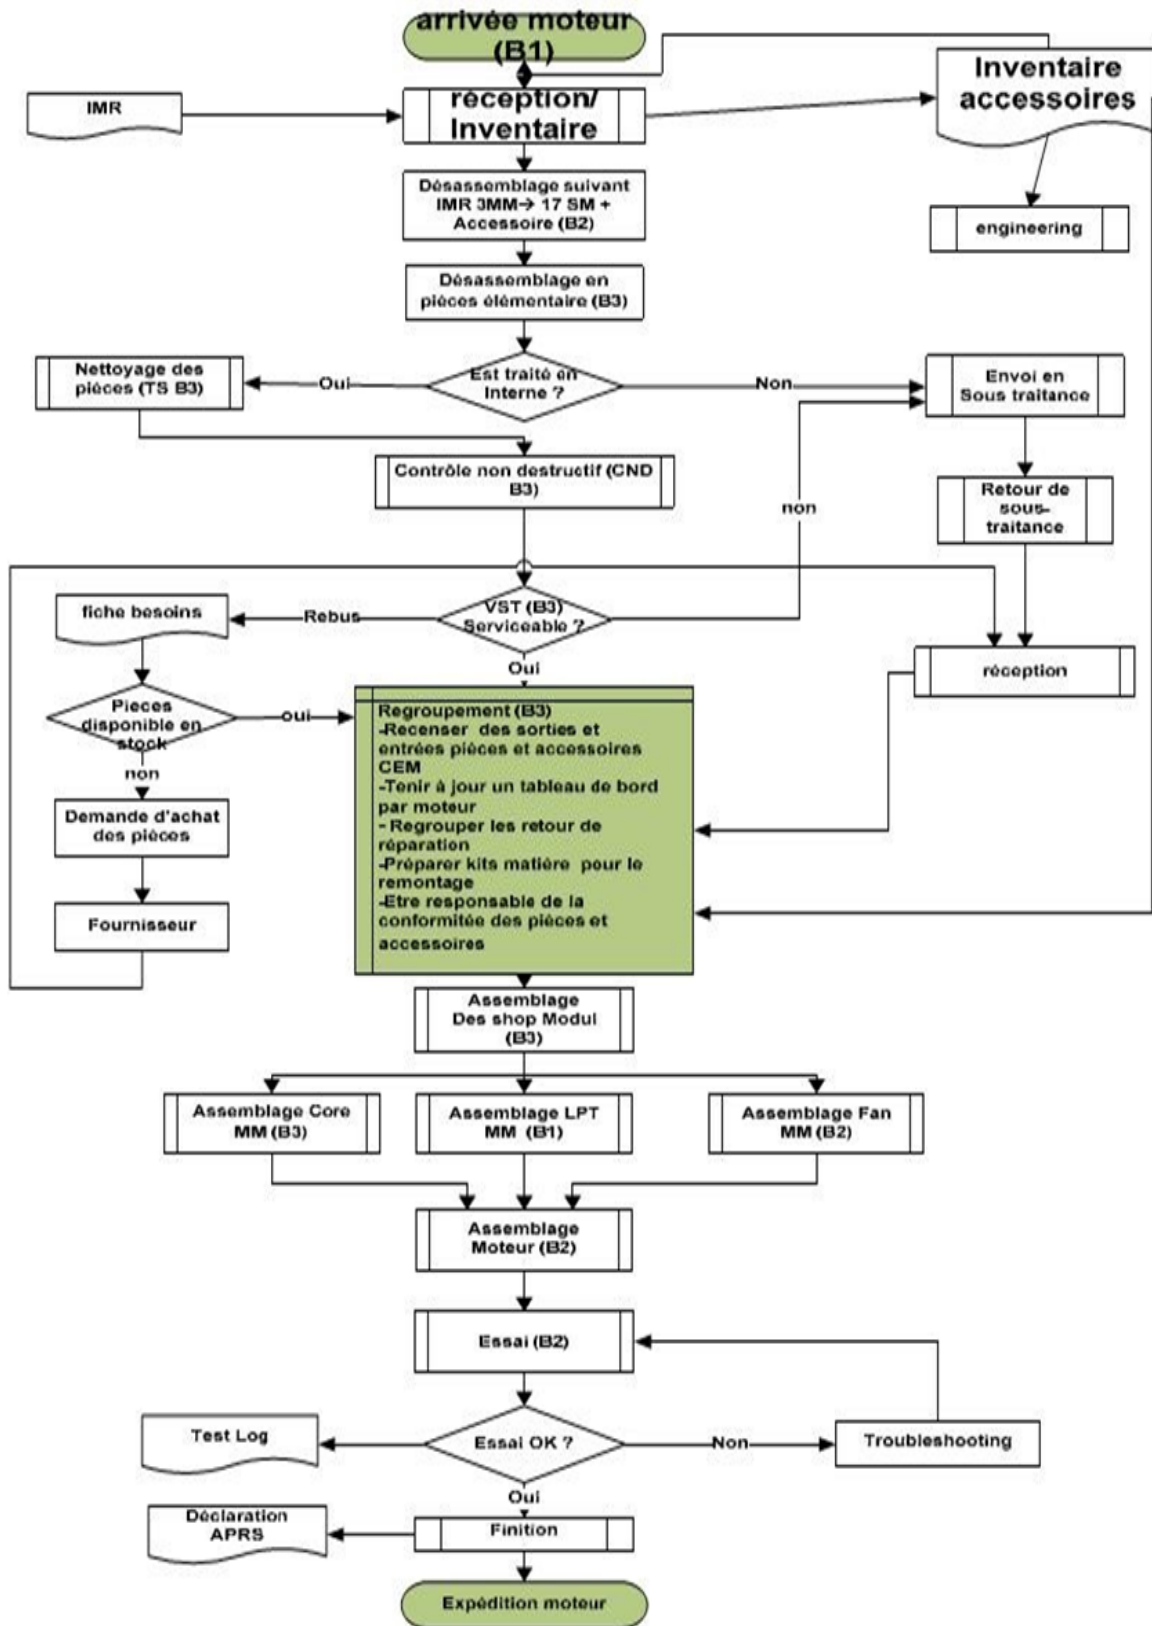 arrivée moteur
(B1)
IMR
réception/
Inventaire
Inventaire
accessoires
Désassemblage suivant
IMR 3MM→ 17 SM +
Accessoire (B2)
engineering
Désassemblage en
pièces élémentaire (B3)
Nettoyage des
pièces (TS B3)
Oui
Est traité en
Interne ?
Non
Envoi en
Sous traitance
Contrôle non destructif (CND
B3)
non
Retour de
sous-
traitance
fiche besoins
Rebus
VST (B3)
Serviceable ?
Oui
réception
Pieces
disponible en
stock
oui
non
Regroupement (B3)
-Recenser des sorties et
entrées pièces et accessoires
CEM
-Tenir à jour un tableau de bord
par moteur
- Regrouper les retour de
réparation
-Préparer kits matière pour le
remontage
-Etre responsable de la
conformitée des pièces et
accessoires
Demande d'achat
des pièces
Fournisseur
Assemblage
Des shop Modul
(B3)
Assemblage Core
MM (B3)
Assemblage LPT
MM (B1)
Assemblage Fan
MM (B2)
Assemblage
Moteur (B2)
Essai (B2)
Test Log
Essai OK ?
Non
Troubleshooting
Oui
Déclaration
APRS
Finition
Expédition moteur